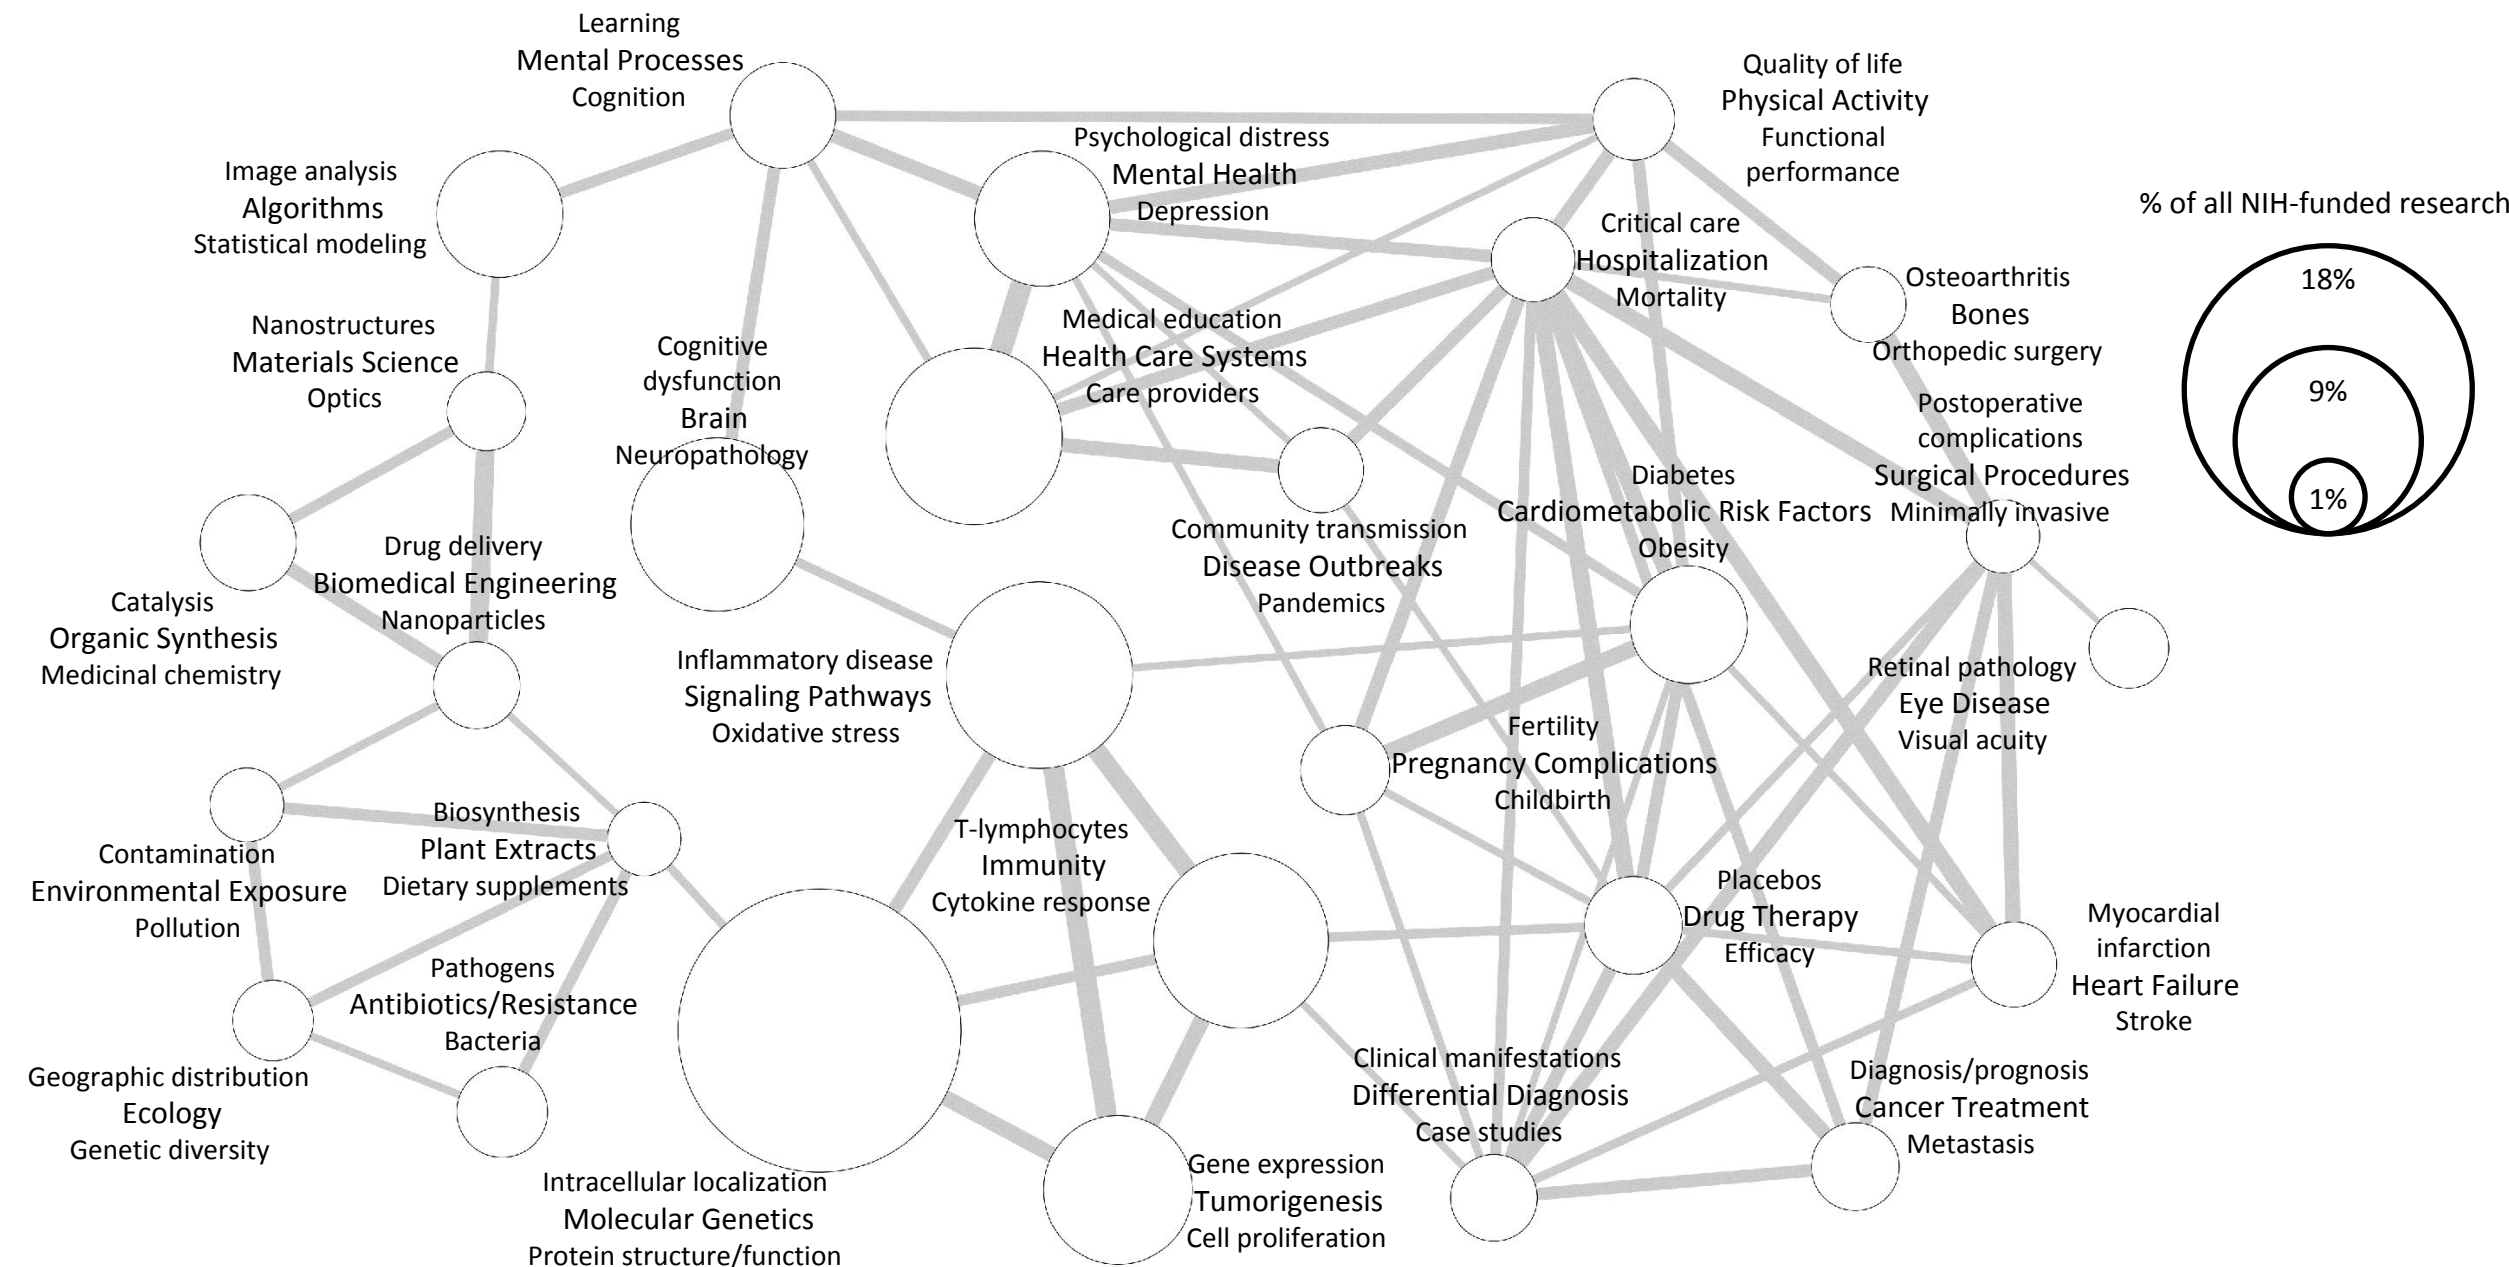 Learning
Mental Processes
Cognition
Quality of life
Physical Activity
Functional
performance
Psychological distress
Mental Health
Depression
Image analysis
Algorithms
Statistical modeling
% of all NIH-funded research
18%
9%
1%
Critical care
Hospitalization
Mortality
Osteoarthritis
Bones
Orthopedic surgery
Nanostructures
Materials Science
Optics
Cognitive
dysfunction
Brain
Neuropathology
Medical education
Health Care Systems
Care providers
Postoperative
complications
Surgical Procedures
Minimally invasive
Diabetes
Cardiometabolic Risk Factors
Obesity
Community transmission
Disease Outbreaks
Pandemics
Drug delivery
Biomedical Engineering
Nanoparticles
Catalysis
Organic Synthesis
Medicinal chemistry
Inflammatory disease
Signaling Pathways
Oxidative stress
Retinal pathology
Eye Disease
Visual acuity
Fertility
Pregnancy Complications
Childbirth
Biosynthesis
Plant Extracts
Dietary supplements
T-lymphocytes
Immunity
Cytokine response
Contamination
Environmental Exposure
Pollution
Placebos
Drug Therapy
Efficacy
Myocardial
infarction
Heart Failure
Stroke
Pathogens
Antibiotics/Resistance
Bacteria
Clinical manifestations
Differential Diagnosis
Case studies
Diagnosis/prognosis
Cancer Treatment
Metastasis
Geographic distribution
Ecology
Genetic diversity
Intracellular localization
Molecular Genetics
Protein structure/function
Gene expression
Tumorigenesis
Cell proliferation